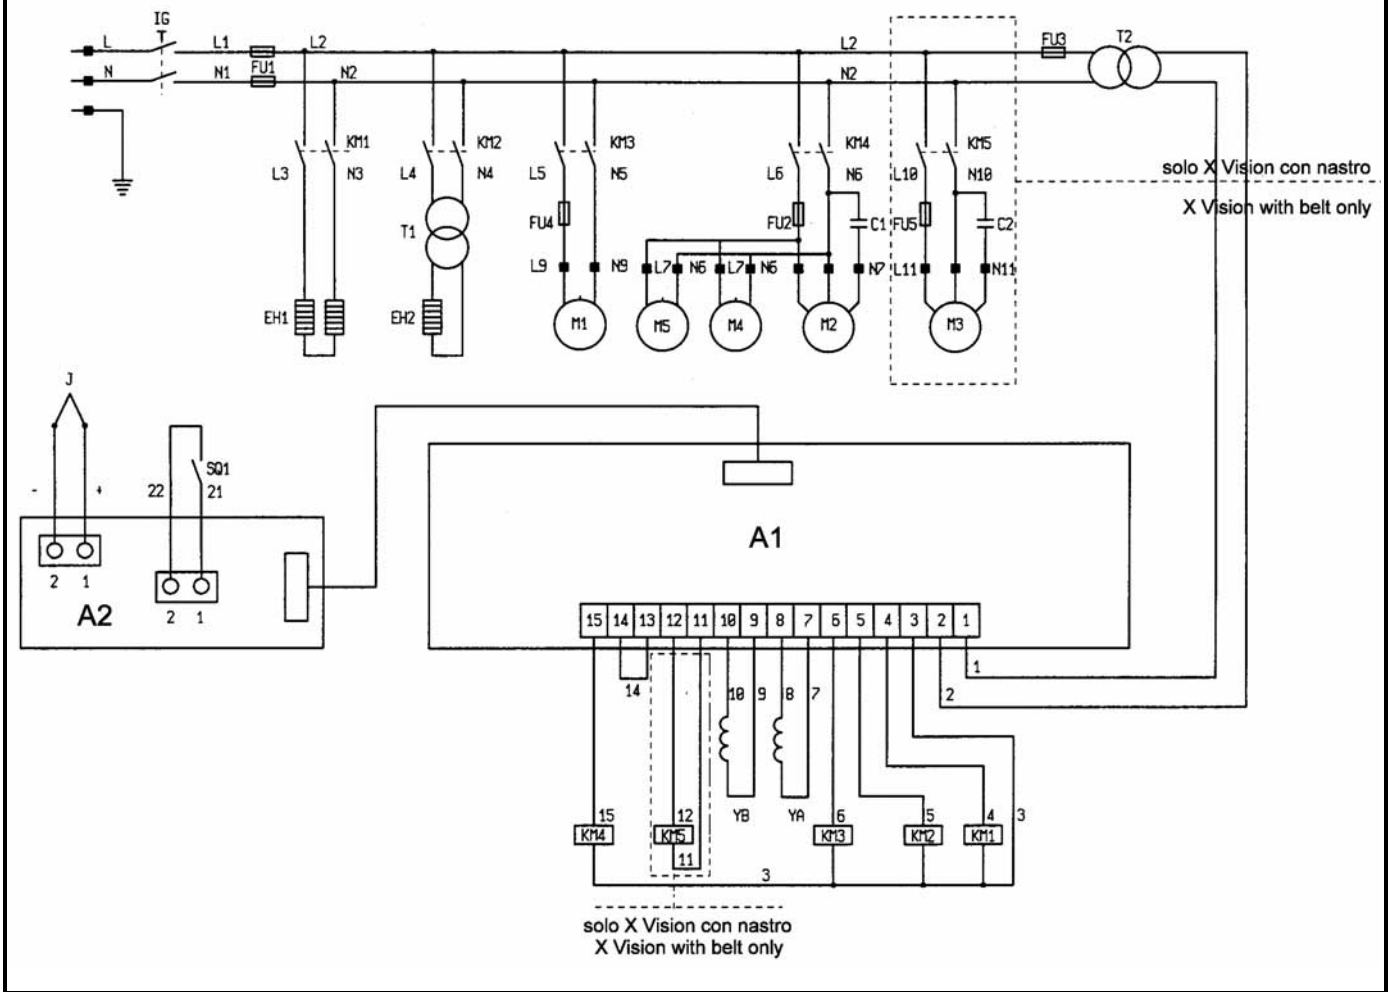 IG
L L1 L2 L2 FU3 T2
N N1 FU1 N2 N2
KM1 KM2 KM3 KM4 KM5
L3 N3 L4 N4 L5 N5 L6 N6 L10 N10
solo X Vision con nastro
X Vision with belt only
T1 FU4 FU2 C1 FU5 C2
L9 N9 L7 N6 L7 N6 N7 L11 N11
EH1 EH2 M1 M5 M4 M2 M3
J
SQ1
- + 22 21
A1
2 1
A2 2 1
15 14 13 12 11 10 9 8 7 6 5 4 3 2 1
1
14 10 9 8 7 2
15 12 YB YA 6 5 4 3
KM4 KM5 KM3 KM2 KM1
11
3
solo X Vision con nastro
X Vision with belt only